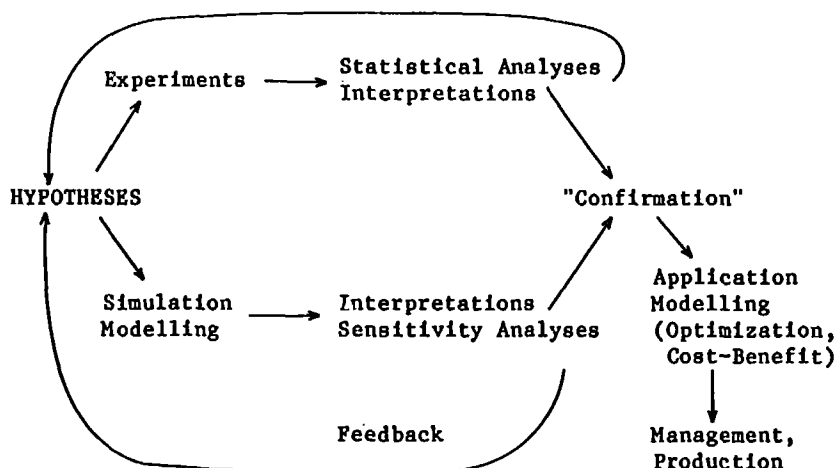 Experiments
Statistical Analyses
Interpretations
HYPOTHESES
"Confirmation"
Simulation
Modelling
Interpretations
Sensitivity Analyses
Application
Modelling
(Optimization,
Cost-Benefit)
Feedback
Management,
Production